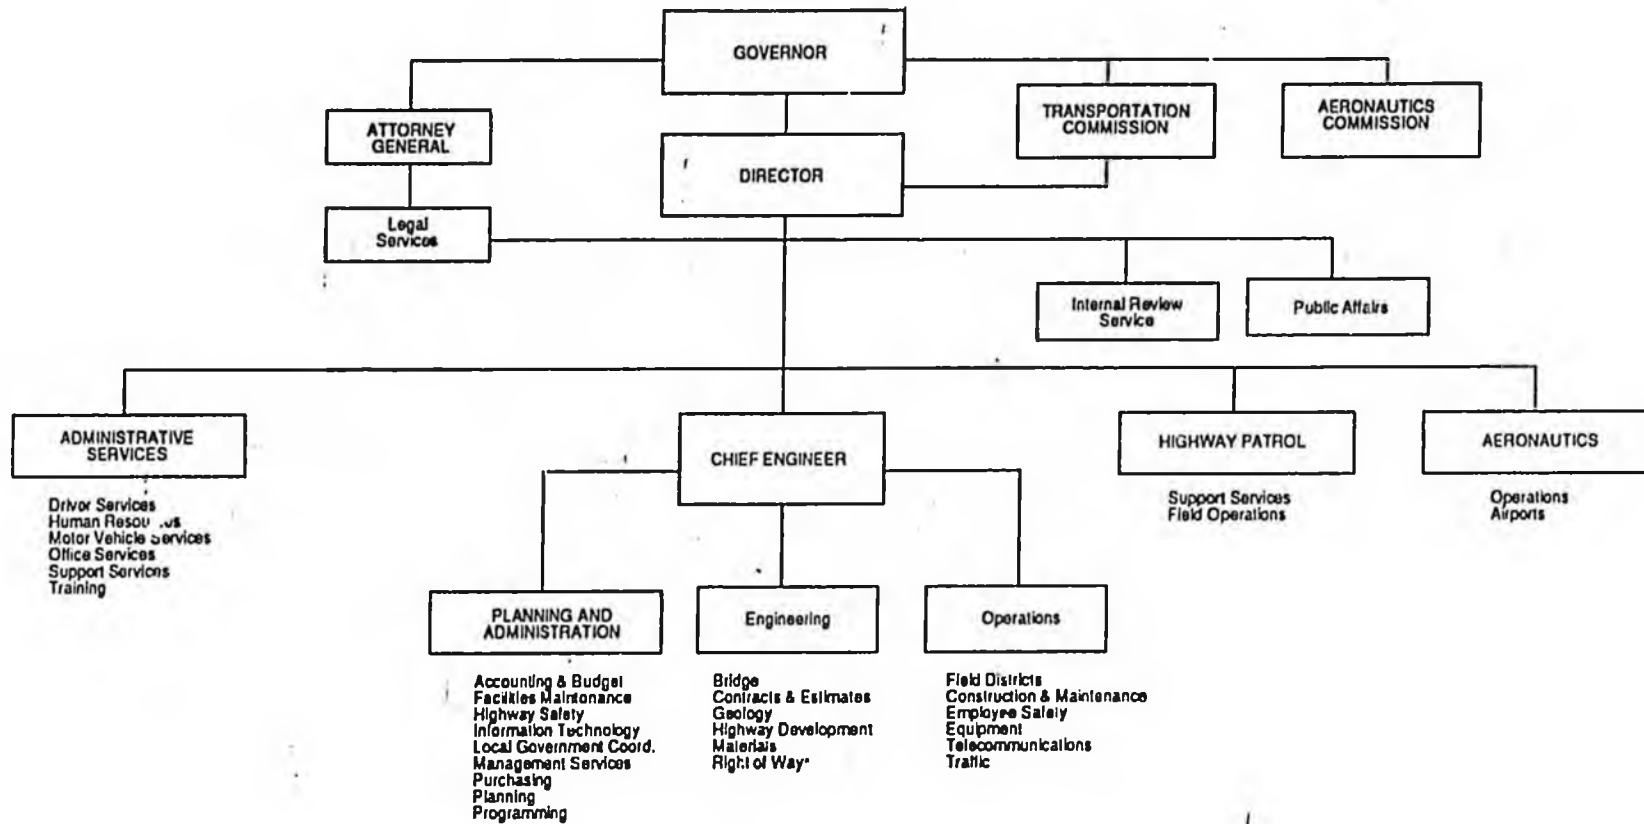 GOVERNOR
ATTORNEY
GENERAL
TRANSPORTATION
COMMISSION
AERONAUTICS
COMMISSION
DIRECTOR
Legal
Services
Internal Review
Service
Public Affairs
ADMINISTRATIVE
SERVICES
CHIEF ENGINEER
HIGHWAY PATROL
AERONAUTICS
Driver Services
Human Resources
Motor Vehicle Services
Office Services
Support Services
Training
Support Services
Field Operations
Operations
Airports
PLANNING AND
ADMINISTRATION
Engineering
Operations
Accounting & Budget
Facilities Maintenance
Highway Safety
Information Technology
Local Government Coord.
Management Services
Purchasing
Planning
Programming
Bridge
Contracts & Estimates
Geology
Highway Development
Materials
Right of Way
Field Districts
Construction & Maintenance
Employee Safety
Equipment
Telecommunications
Traffic